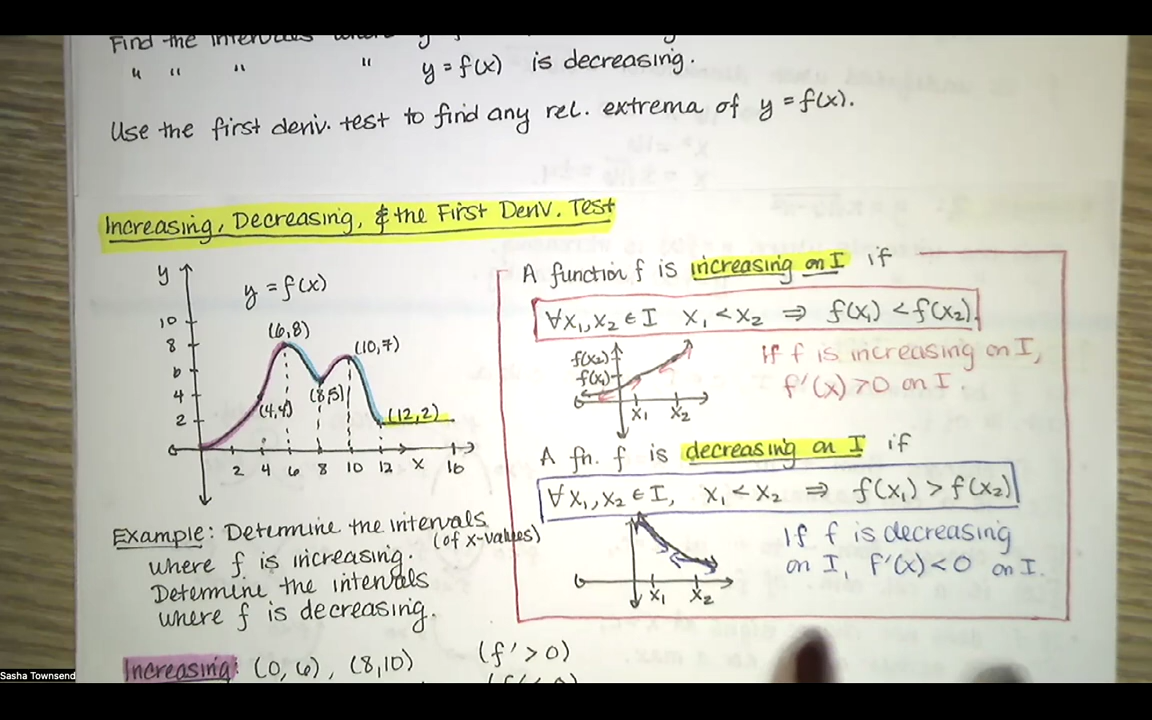 Find the intervals where y
" " " " y = f(x) is decreasing.
Use the first deriv. test to find any rel. extrema of y = f(x).
Increasing, Decreasing, & the First Deriv. Test
y
y = f(x)
10
8
6
4
2
(6,8)
(10,7)
(8,5)
(4,4)
(12,2)
2 4 6 8 10 12 x 16
Example: Determine the intervals
(of x-values)
where f is increasing.
Determine the intervals
where f is decreasing.
Increasing: (0, 6), (8,10) (f' > 0)
A function f is increasing on I if
∀x₁, x₂ ∈ I x₁ < x₂ ⇒ f(x₁) < f(x₂).
f(x₂)
f(x₁)
x₁ x₂
If f is increasing on I,
f'(x) > 0 on I.
A fn. f is decreasing on I if
∀x₁, x₂ ∈ I, x₁ < x₂ ⇒ f(x₁) > f(x₂)
x₁ x₂
If f is decreasing
on I, f'(x) < 0 on I.
Sasha Townsend